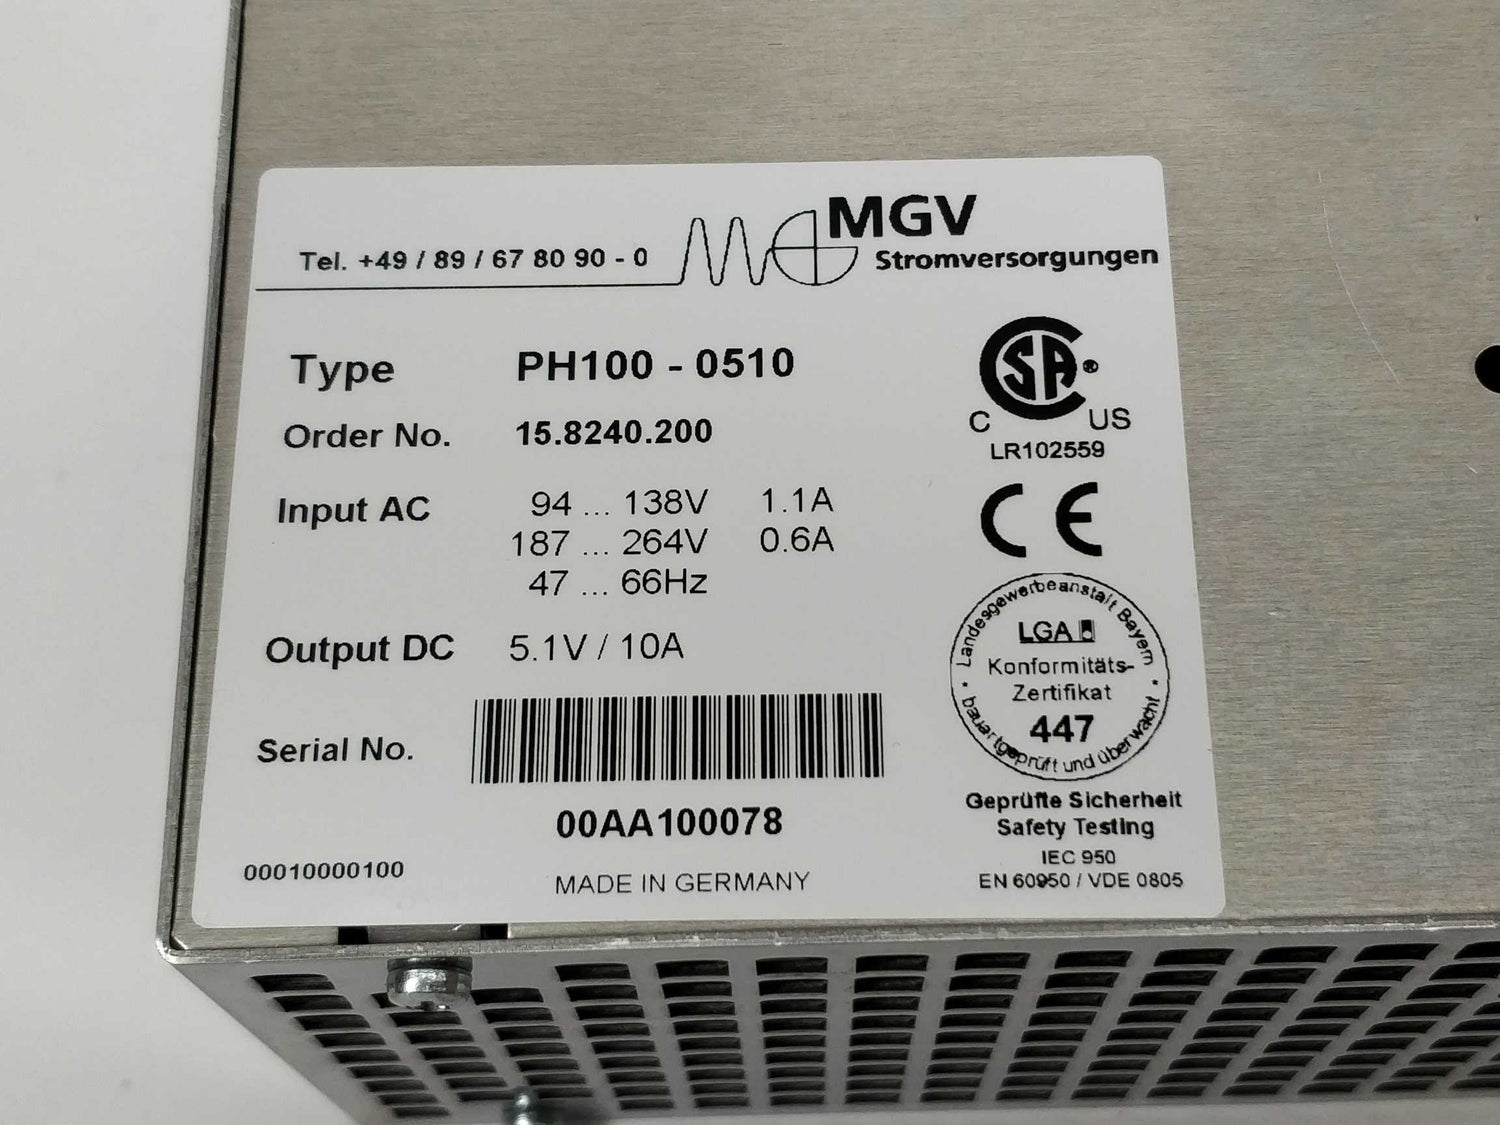 MGV
Tel. +49 / 89 / 67 80 90 - 0
Stromversorgungen
Type PH100 - 0510
Order No. 15.8240.200
Input AC 94 ... 138V 1.1A
187 ... 264V 0.6A
47 ... 66Hz
Output DC 5.1V / 10A
Serial No.
00AA100078
00010000100
MADE IN GERMANY
CSA ®
C US
LR102559
CE
Landesgewerbeanstalt Bayern
LGA
Konformitäts-
Zertifikat
447
• bauartgeprüft und überwacht •
Geprüfte Sicherheit
Safety Testing
IEC 950
EN 60950 / VDE 0805